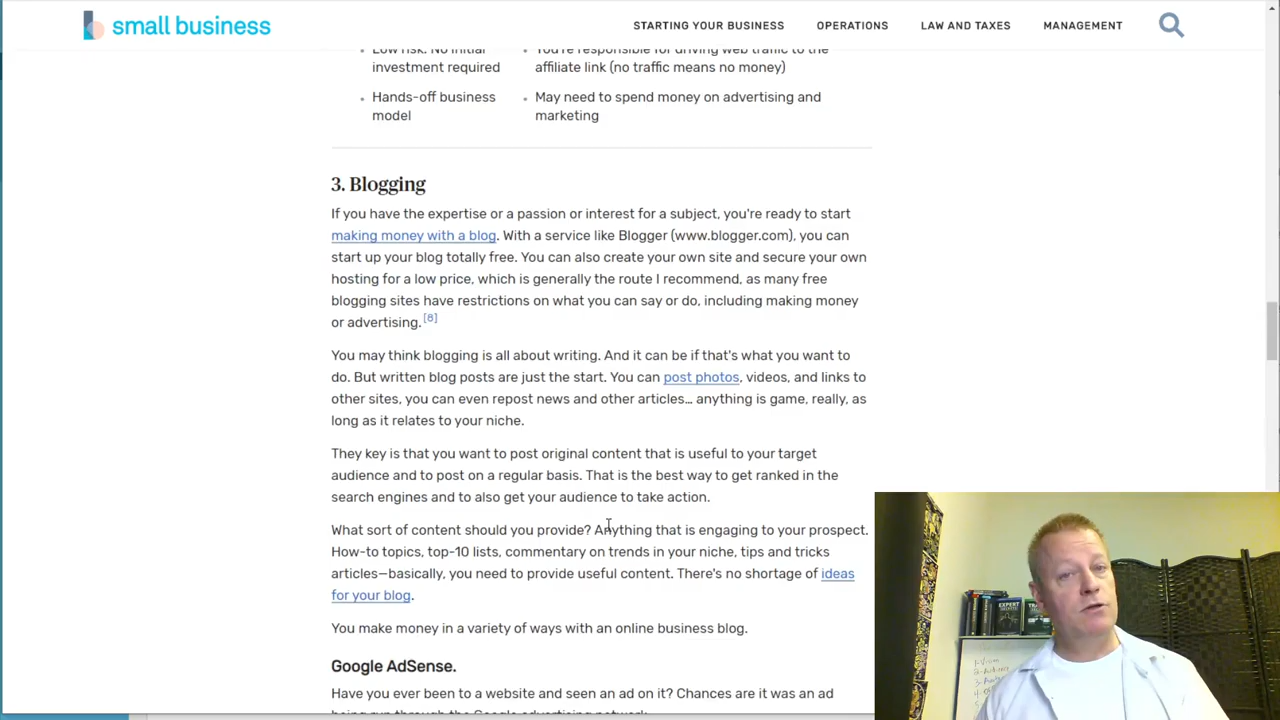 small business
STARTING YOUR BUSINESS OPERATIONS LAW AND TAXES MANAGEMENT
Low risk: No initial
investment required
You're responsible for driving web traffic to the
affiliate link (no traffic means no money)
Hands-off business
model
May need to spend money on advertising and
marketing
3. Blogging
If you have the expertise or a passion or interest for a subject, you're ready to start
making money with a blog. With a service like Blogger (www.blogger.com), you can
start up your blog totally free. You can also create your own site and secure your own
hosting for a low price, which is generally the route I recommend, as many free
blogging sites have restrictions on what you can say or do, including making money
or advertising. [8]
You may think blogging is all about writing. And it can be if that's what you want to
do. But written blog posts are just the start. You can post photos, videos, and links to
other sites, you can even repost news and other articles… anything is game, really, as
long as it relates to your niche.
They key is that you want to post original content that is useful to your target
audience and to post on a regular basis. That is the best way to get ranked in the
search engines and to also get your audience to take action.
What sort of content should you provide? Anything that is engaging to your prospect.
How-to topics, top-10 lists, commentary on trends in your niche, tips and tricks
articles—basically, you need to provide useful content. There's no shortage of ideas
for your blog.
You make money in a variety of ways with an online business blog.
Google AdSense.
Have you ever been to a website and seen an ad on it? Chances are it was an ad
being run through the Google advertising network.
EXPERT